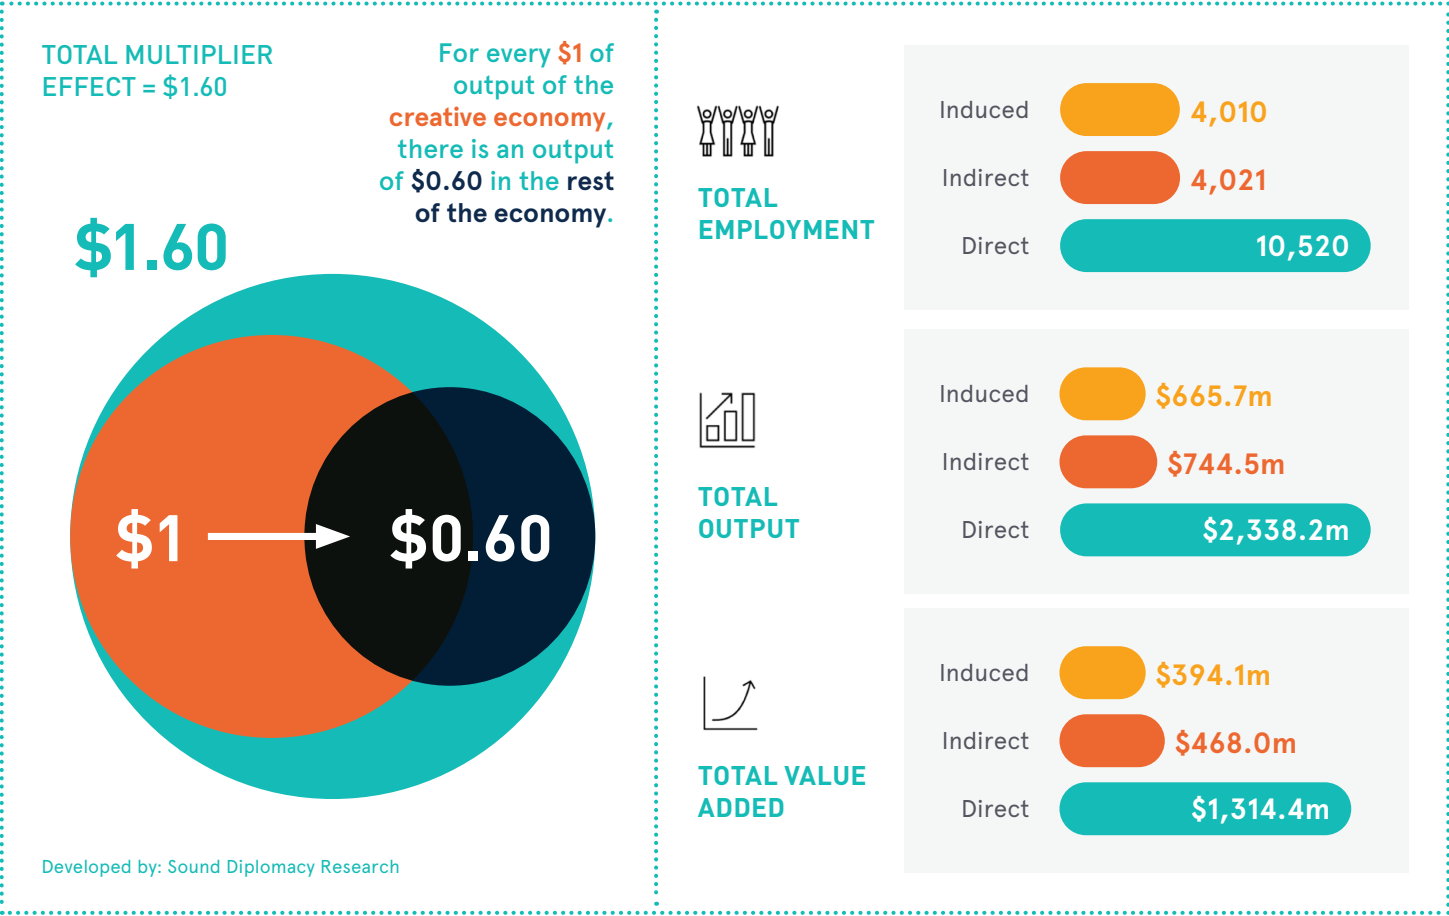 TOTAL MULTIPLIER
EFFECT = $1.60
For every $1 of
output of the
creative economy,
there is an output
of $0.60 in the rest
of the economy.
$1.60
$1
$0.60
Developed by: Sound Diplomacy Research
TOTAL
EMPLOYMENT
Induced 4,010
Indirect 4,021
Direct 10,520
TOTAL
OUTPUT
Induced $665.7m
Indirect $744.5m
Direct $2,338.2m
TOTAL VALUE
ADDED
Induced $394.1m
Indirect $468.0m
Direct $1,314.4m